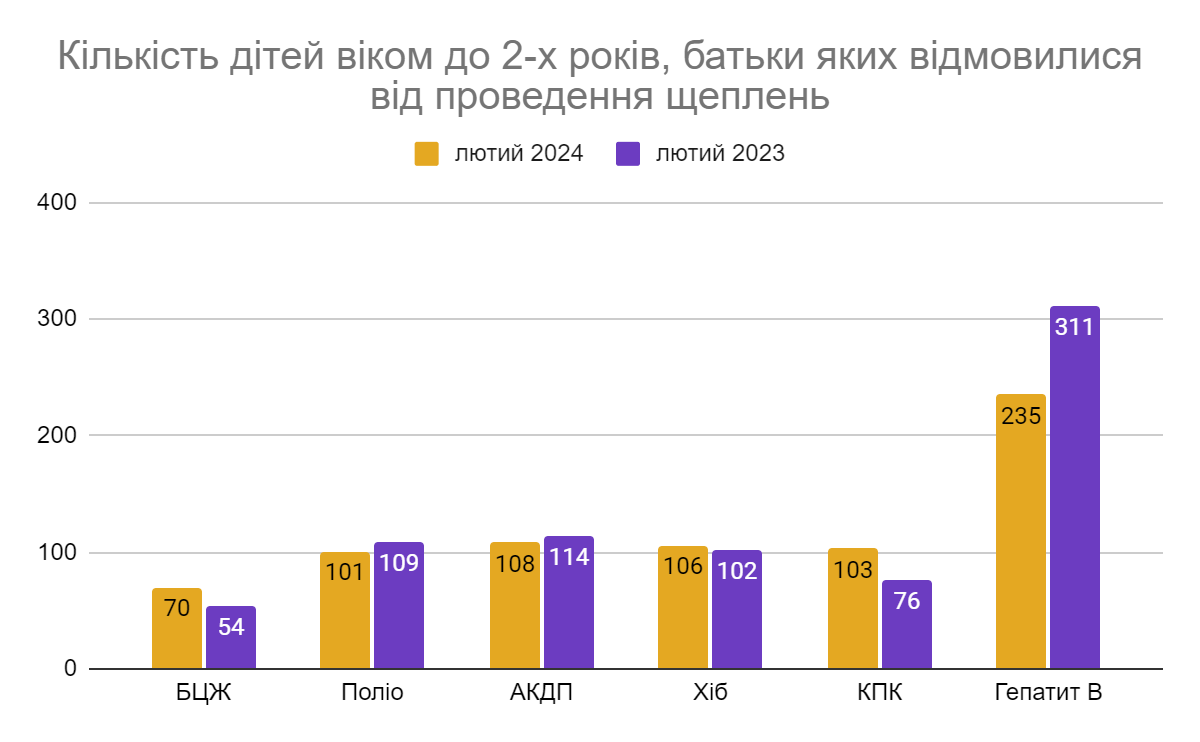 Кількість дітей віком до 2-х років, батьки яких відмовилися
від проведення щеплень
лютий 2024 лютий 2023
400
300
200
100
0
70 54
101 109
108 114
106 102
103 76
235 311
БЦЖ Поліо АКДП Хіб КПК Гепатит В